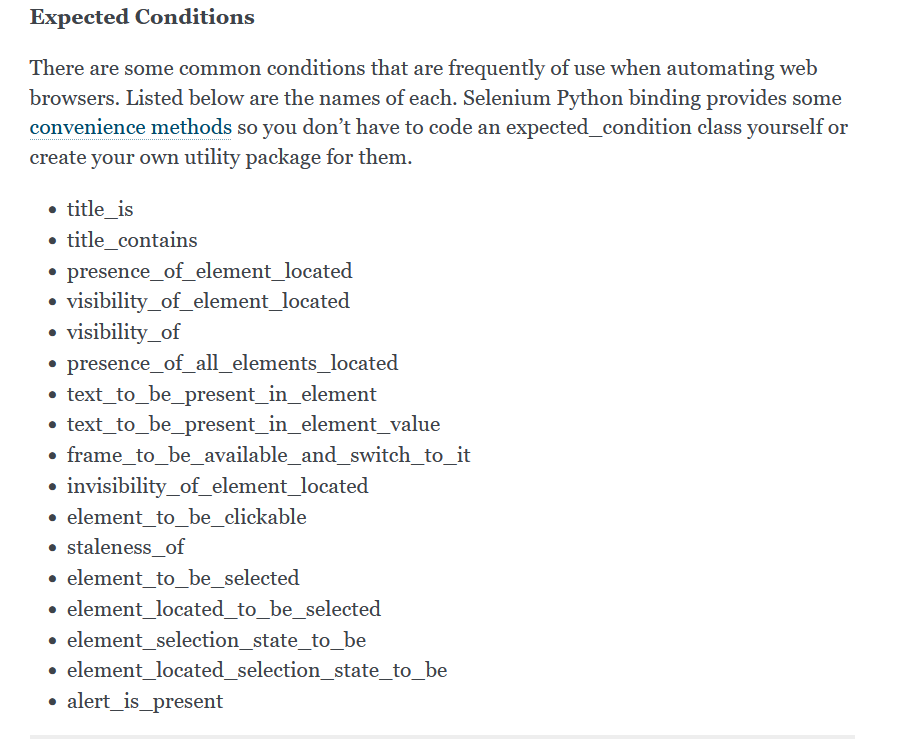 Expected Conditions
There are some common conditions that are frequently of use when automating web
browsers. Listed below are the names of each. Selenium Python binding provides some
convenience methods so you don’t have to code an expected_condition class yourself or
create your own utility package for them.
• title_is
• title_contains
• presence_of_element_located
• visibility_of_element_located
• visibility_of
• presence_of_all_elements_located
• text_to_be_present_in_element
• text_to_be_present_in_element_value
• frame_to_be_available_and_switch_to_it
• invisibility_of_element_located
• element_to_be_clickable
• staleness_of
• element_to_be_selected
• element_located_to_be_selected
• element_selection_state_to_be
• element_located_selection_state_to_be
• alert_is_present